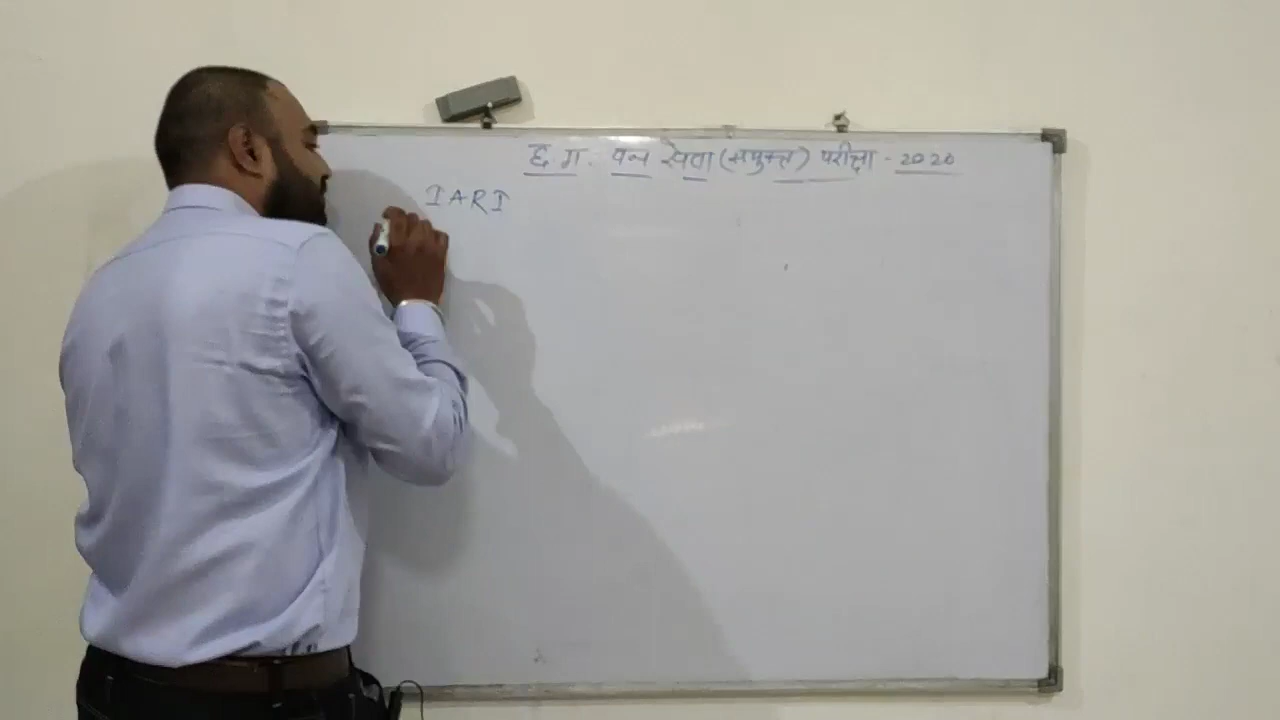 छ ग. वन सेवा (संयुक्त) परीक्षा - 2020
IARI